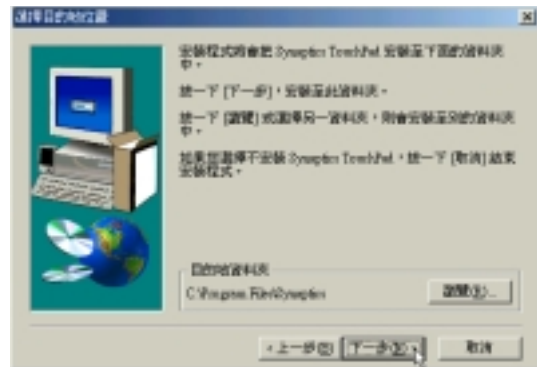 選擇目的地位置
安裝程式將會把 Synaptics TouchPad 安裝至下面的資料夾
中。
按一下 [下一步],安裝至此資料夾。
按一下 [瀏覽] 或選擇另一資料夾,則會安裝至別的資料夾
中。
如果您選擇不安裝 Synaptics TouchPad,按一下 [取消] 結束
安裝程式。
目的地資料夾
C:\Program Files\Synaptics
瀏覽(R)...
<上一步(B)
下一步(N)>
取消